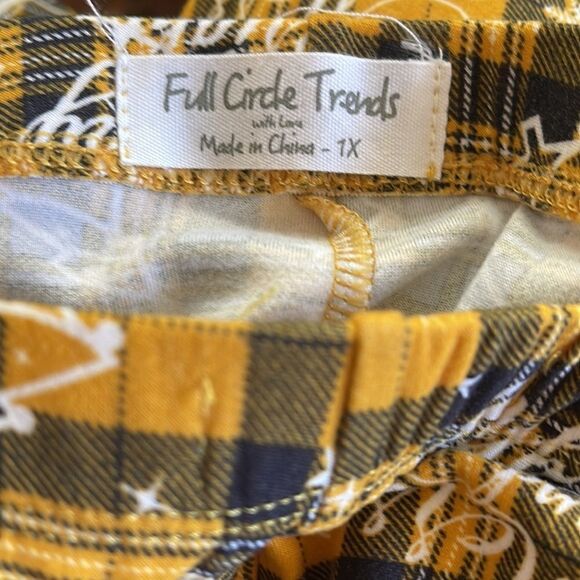 Full Circle Trends
with Love
Made in China - 1X